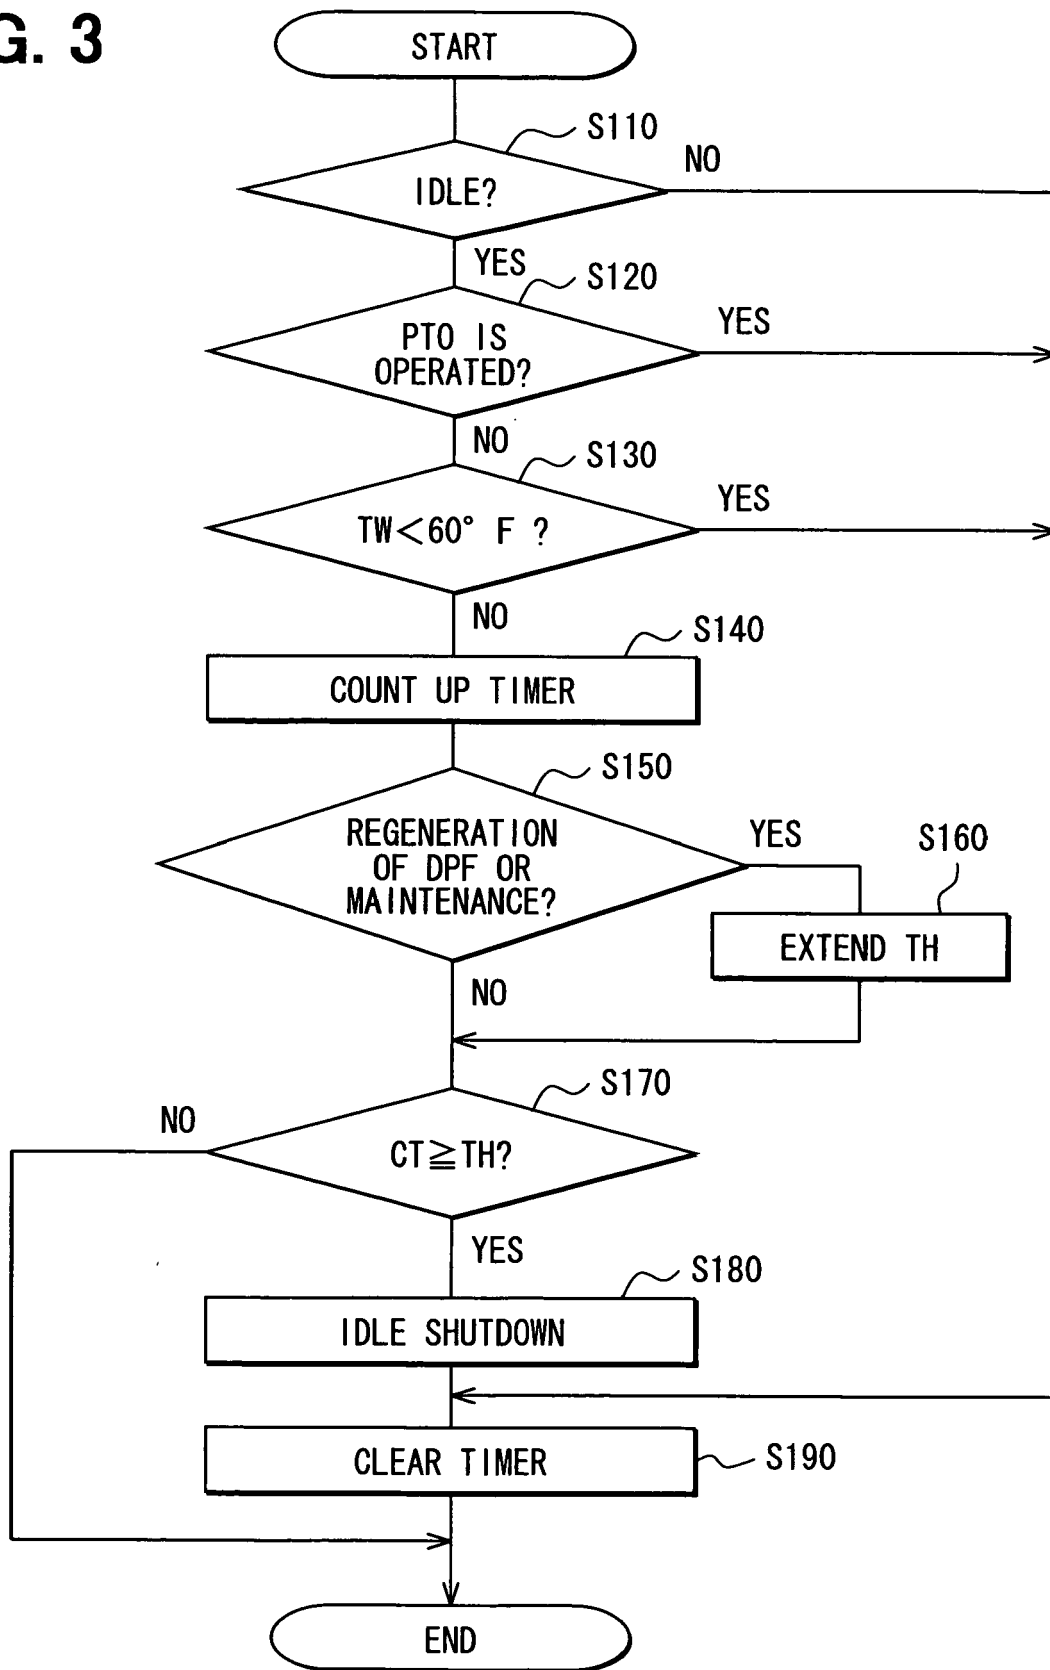 G. 3
START
S110
NO
IDLE?
YES
S120
YES
PTO IS
OPERATED?
NO
S130
YES
TW<60° F ?
NO
S140
COUNT UP TIMER
S150
YES
S160
REGENERATION
OF DPF OR
MAINTENANCE?
EXTEND TH
NO
S170
NO
CT≧TH?
YES
S180
IDLE SHUTDOWN
CLEAR TIMER
S190
END